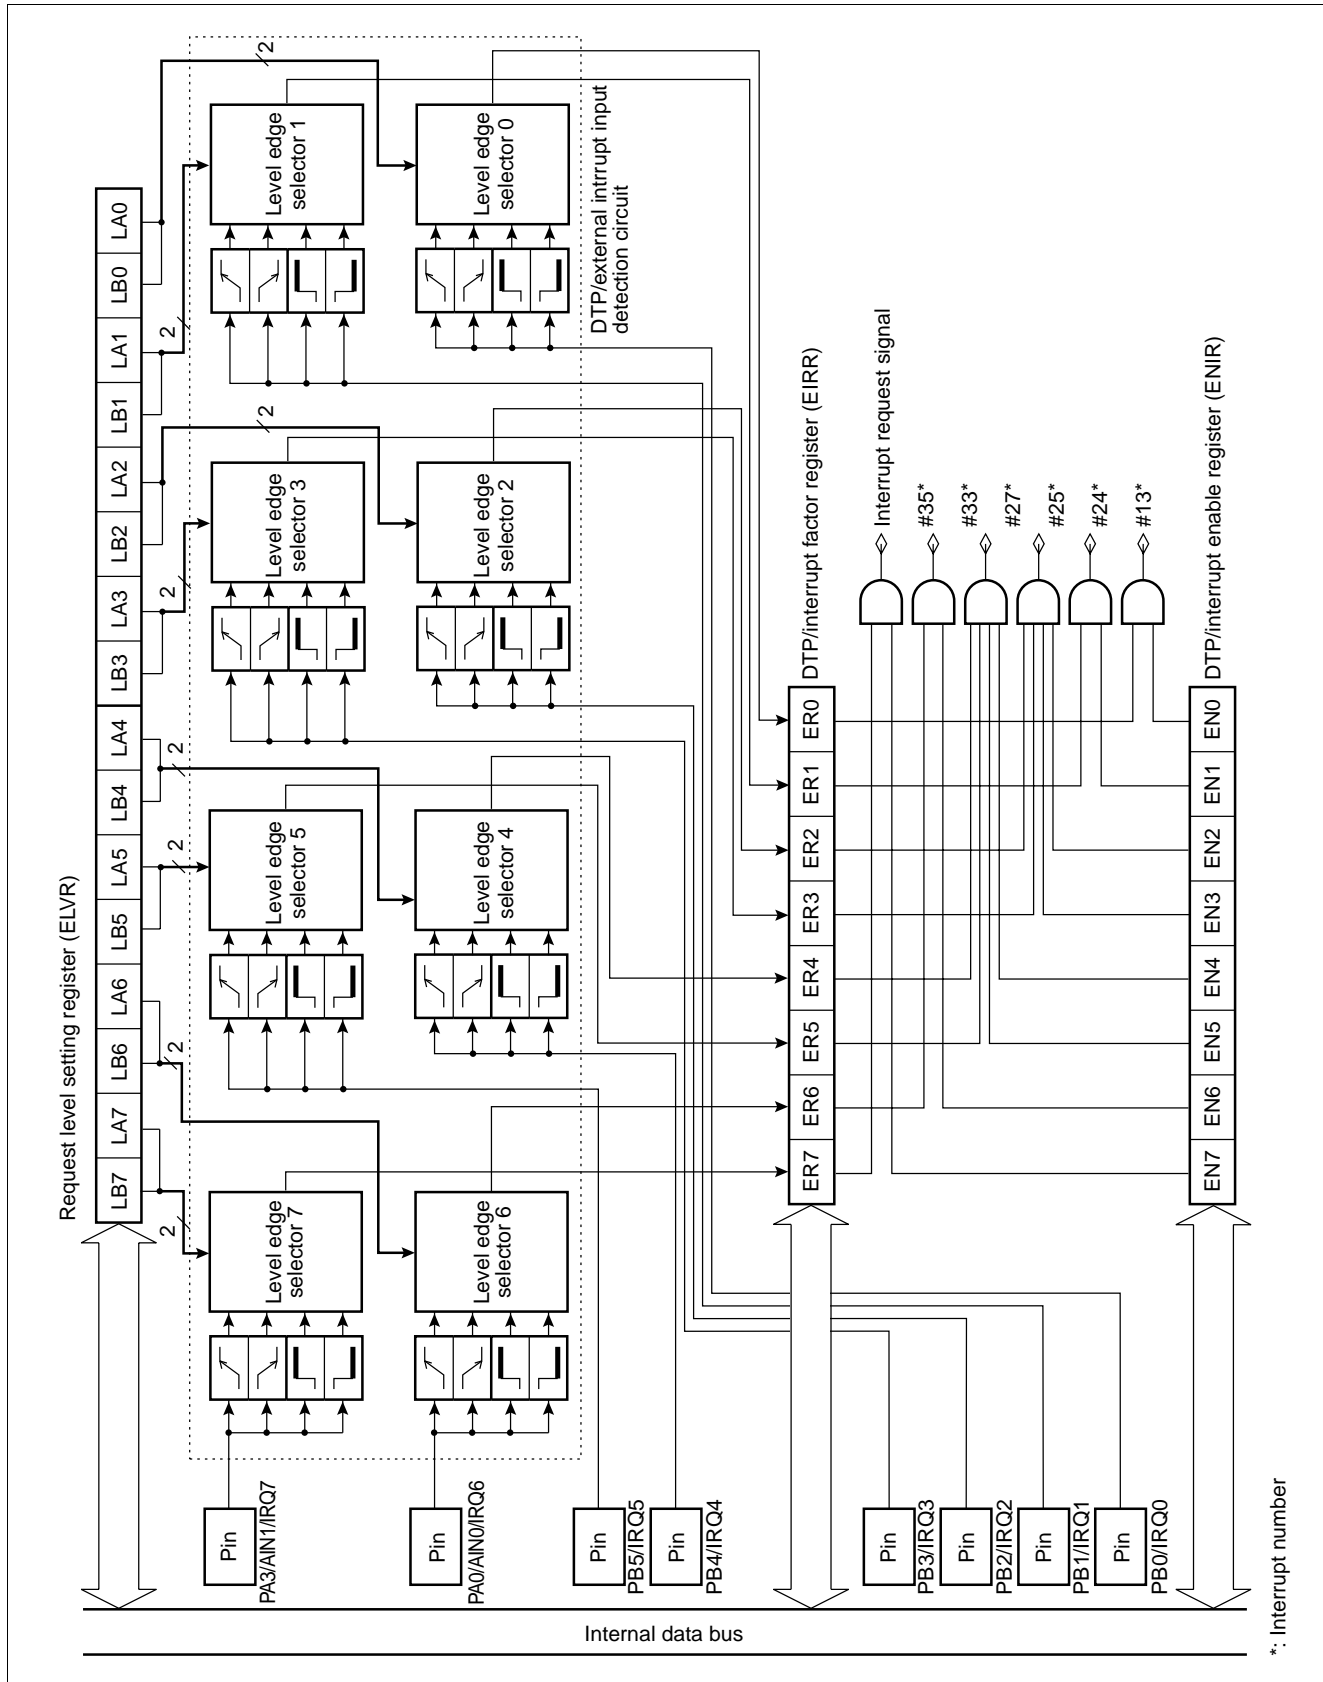 Request level setting register (ELVR)
LB7
LA7
LB6
LA6
LB5
LA5
LB4
LA4
LB3
LA3
LB2
LA2
LB1
LA1
LB0
LA0
2
2
2
2
2
2
2
2
Pin
PA3/AIN1/IRQ7
Level edge
selector 7
Level edge
selector 5
Level edge
selector 3
Level edge
selector 1
Pin
PA0/AIN0/IRQ6
Level edge
selector 6
Level edge
selector 4
Level edge
selector 2
Level edge
selector 0
DTP/external intrrupt input
detection circuit
Pin
PB5/IRQ5
Pin
PB4/IRQ4
Internal data bus
ER7
ER6
ER5
ER4
ER3
ER2
ER1
ER0
DTP/interrupt factor register (EIRR)
Pin
PB3/IRQ3
Pin
PB2/IRQ2
Pin
PB1/IRQ1
Pin
PB0/IRQ0
Interrupt request signal
#35*
#33*
#27*
#25*
#24*
#13*
EN7
EN6
EN5
EN4
EN3
EN2
EN1
EN0
DTP/interrupt enable register (ENIR)
*: Interrupt number